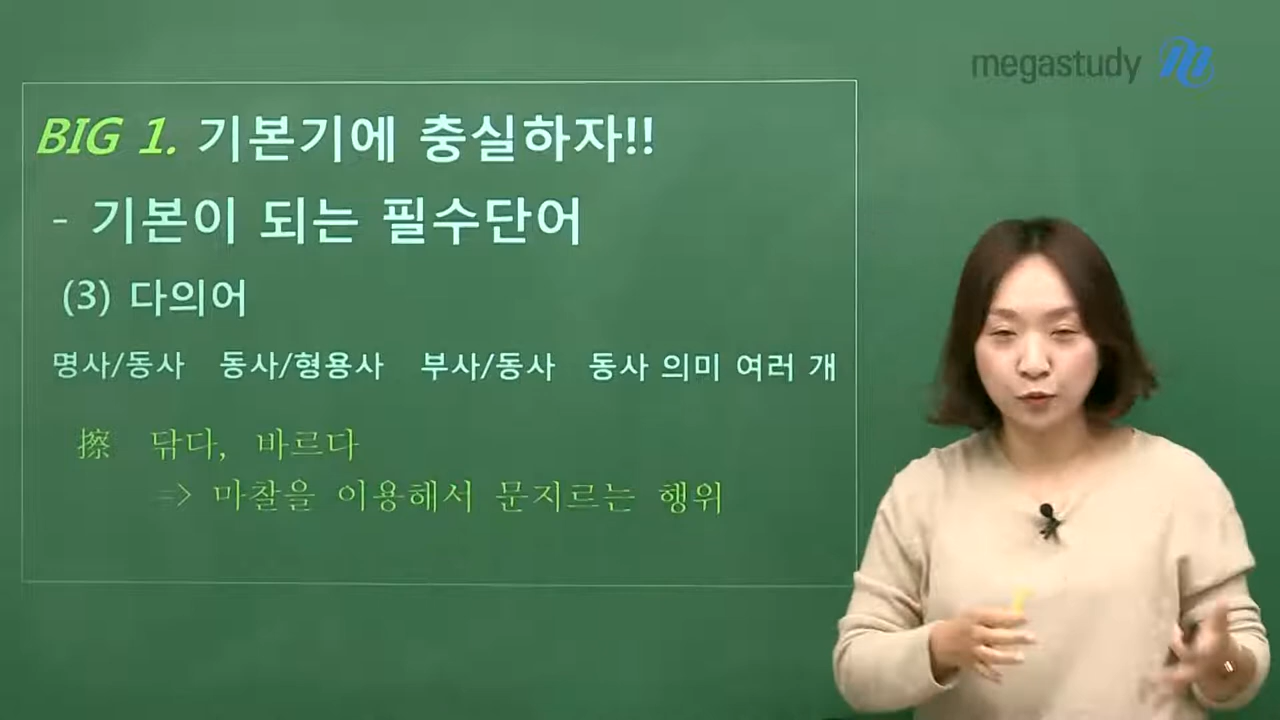 megastudy
BIG 1. 기본기에 충실하자!!
- 기본이 되는 필수단어
(3) 다의어
명사/동사 동사/형용사 부사/동사 동사 의미 여러 개
擦 닦다, 바르다
=> 마찰을 이용해서 문지르는 행위